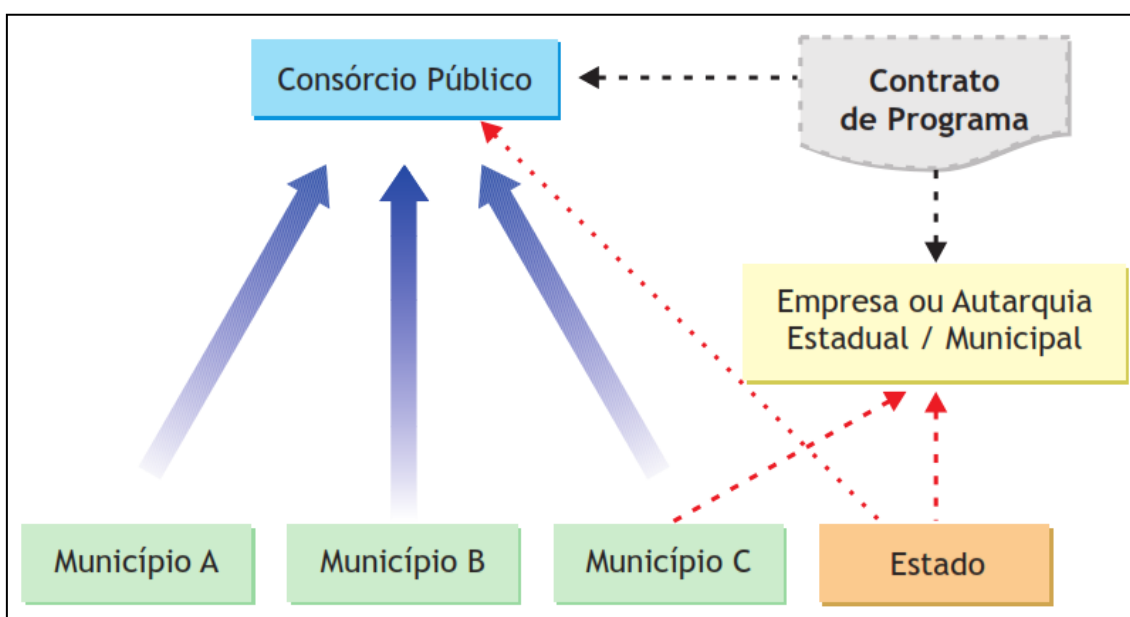 Consórcio Público
Contrato
de Programa
Empresa ou Autarquia
Estadual / Municipal
Município A
Município B
Município C
Estado